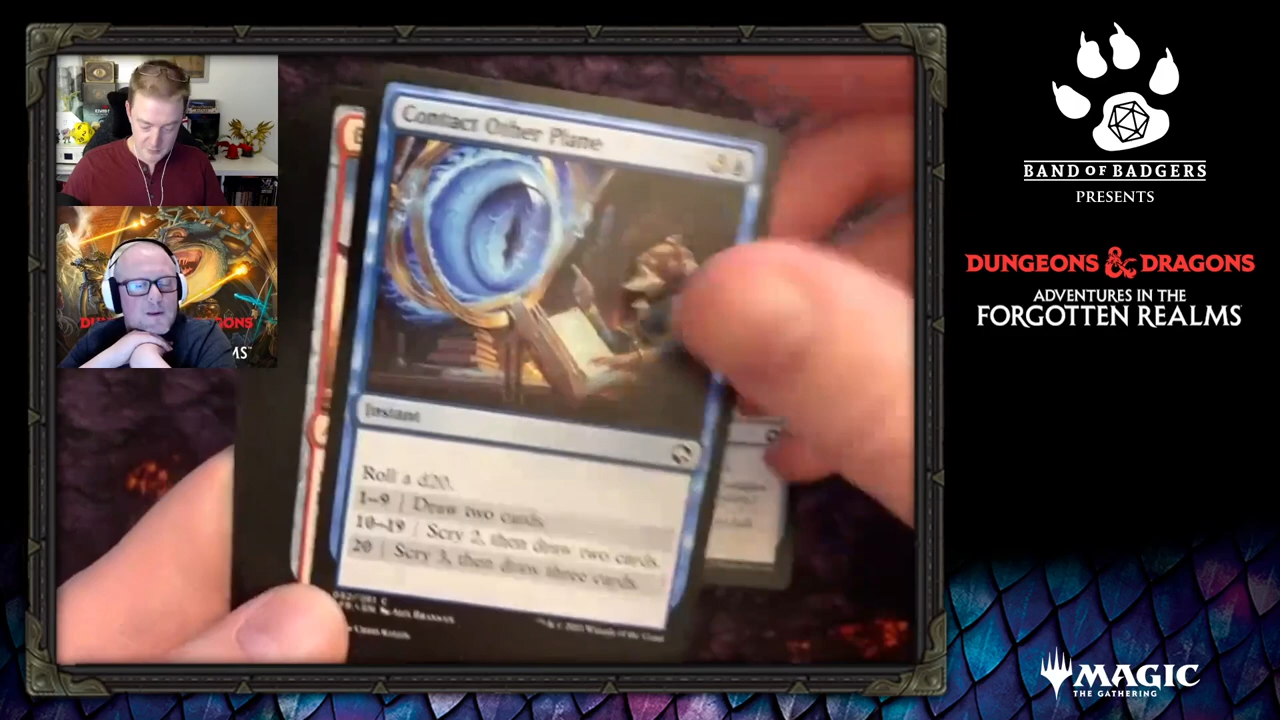 Contact Other Plane
Instant
Roll a d20.
1–9 | Draw two cards.
10–19 | Scry 2, then draw two cards.
20 | Scry 3, then draw three cards.
BAND OF BADGERS
PRESENTS
DUNGEONS & DRAGONS
ADVENTURES IN THE
FORGOTTEN REALMS
MAGIC
THE GATHERING